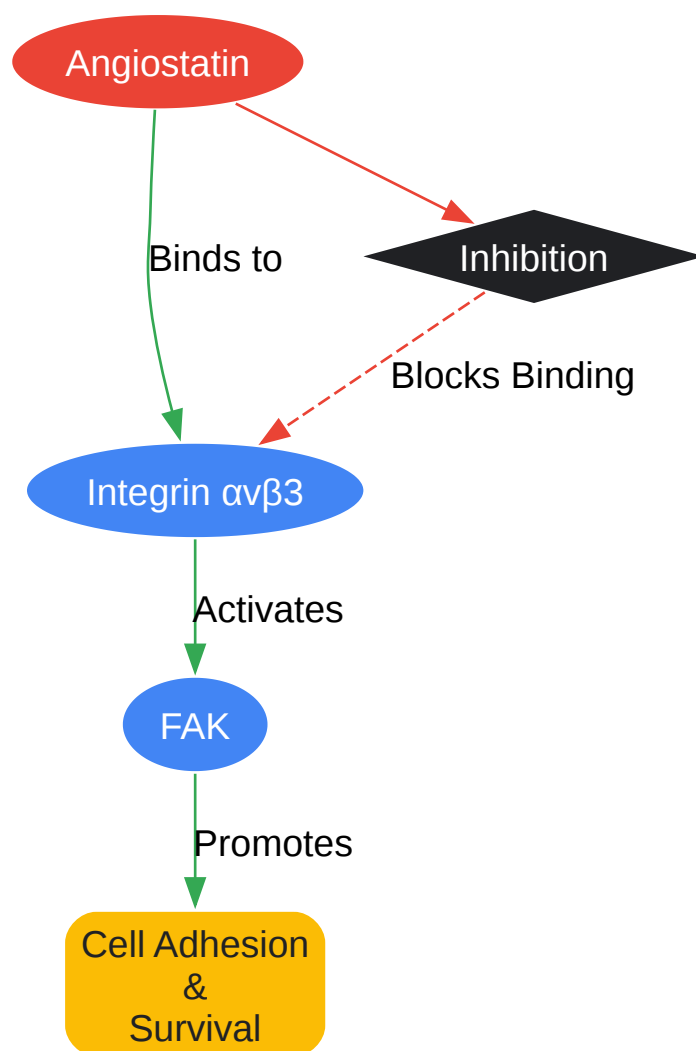 Angiostatin
Binds to
Inhibition
Blocks Binding
Integrin αvβ3
Activates
FAK
Promotes
Cell Adhesion
&
Survival